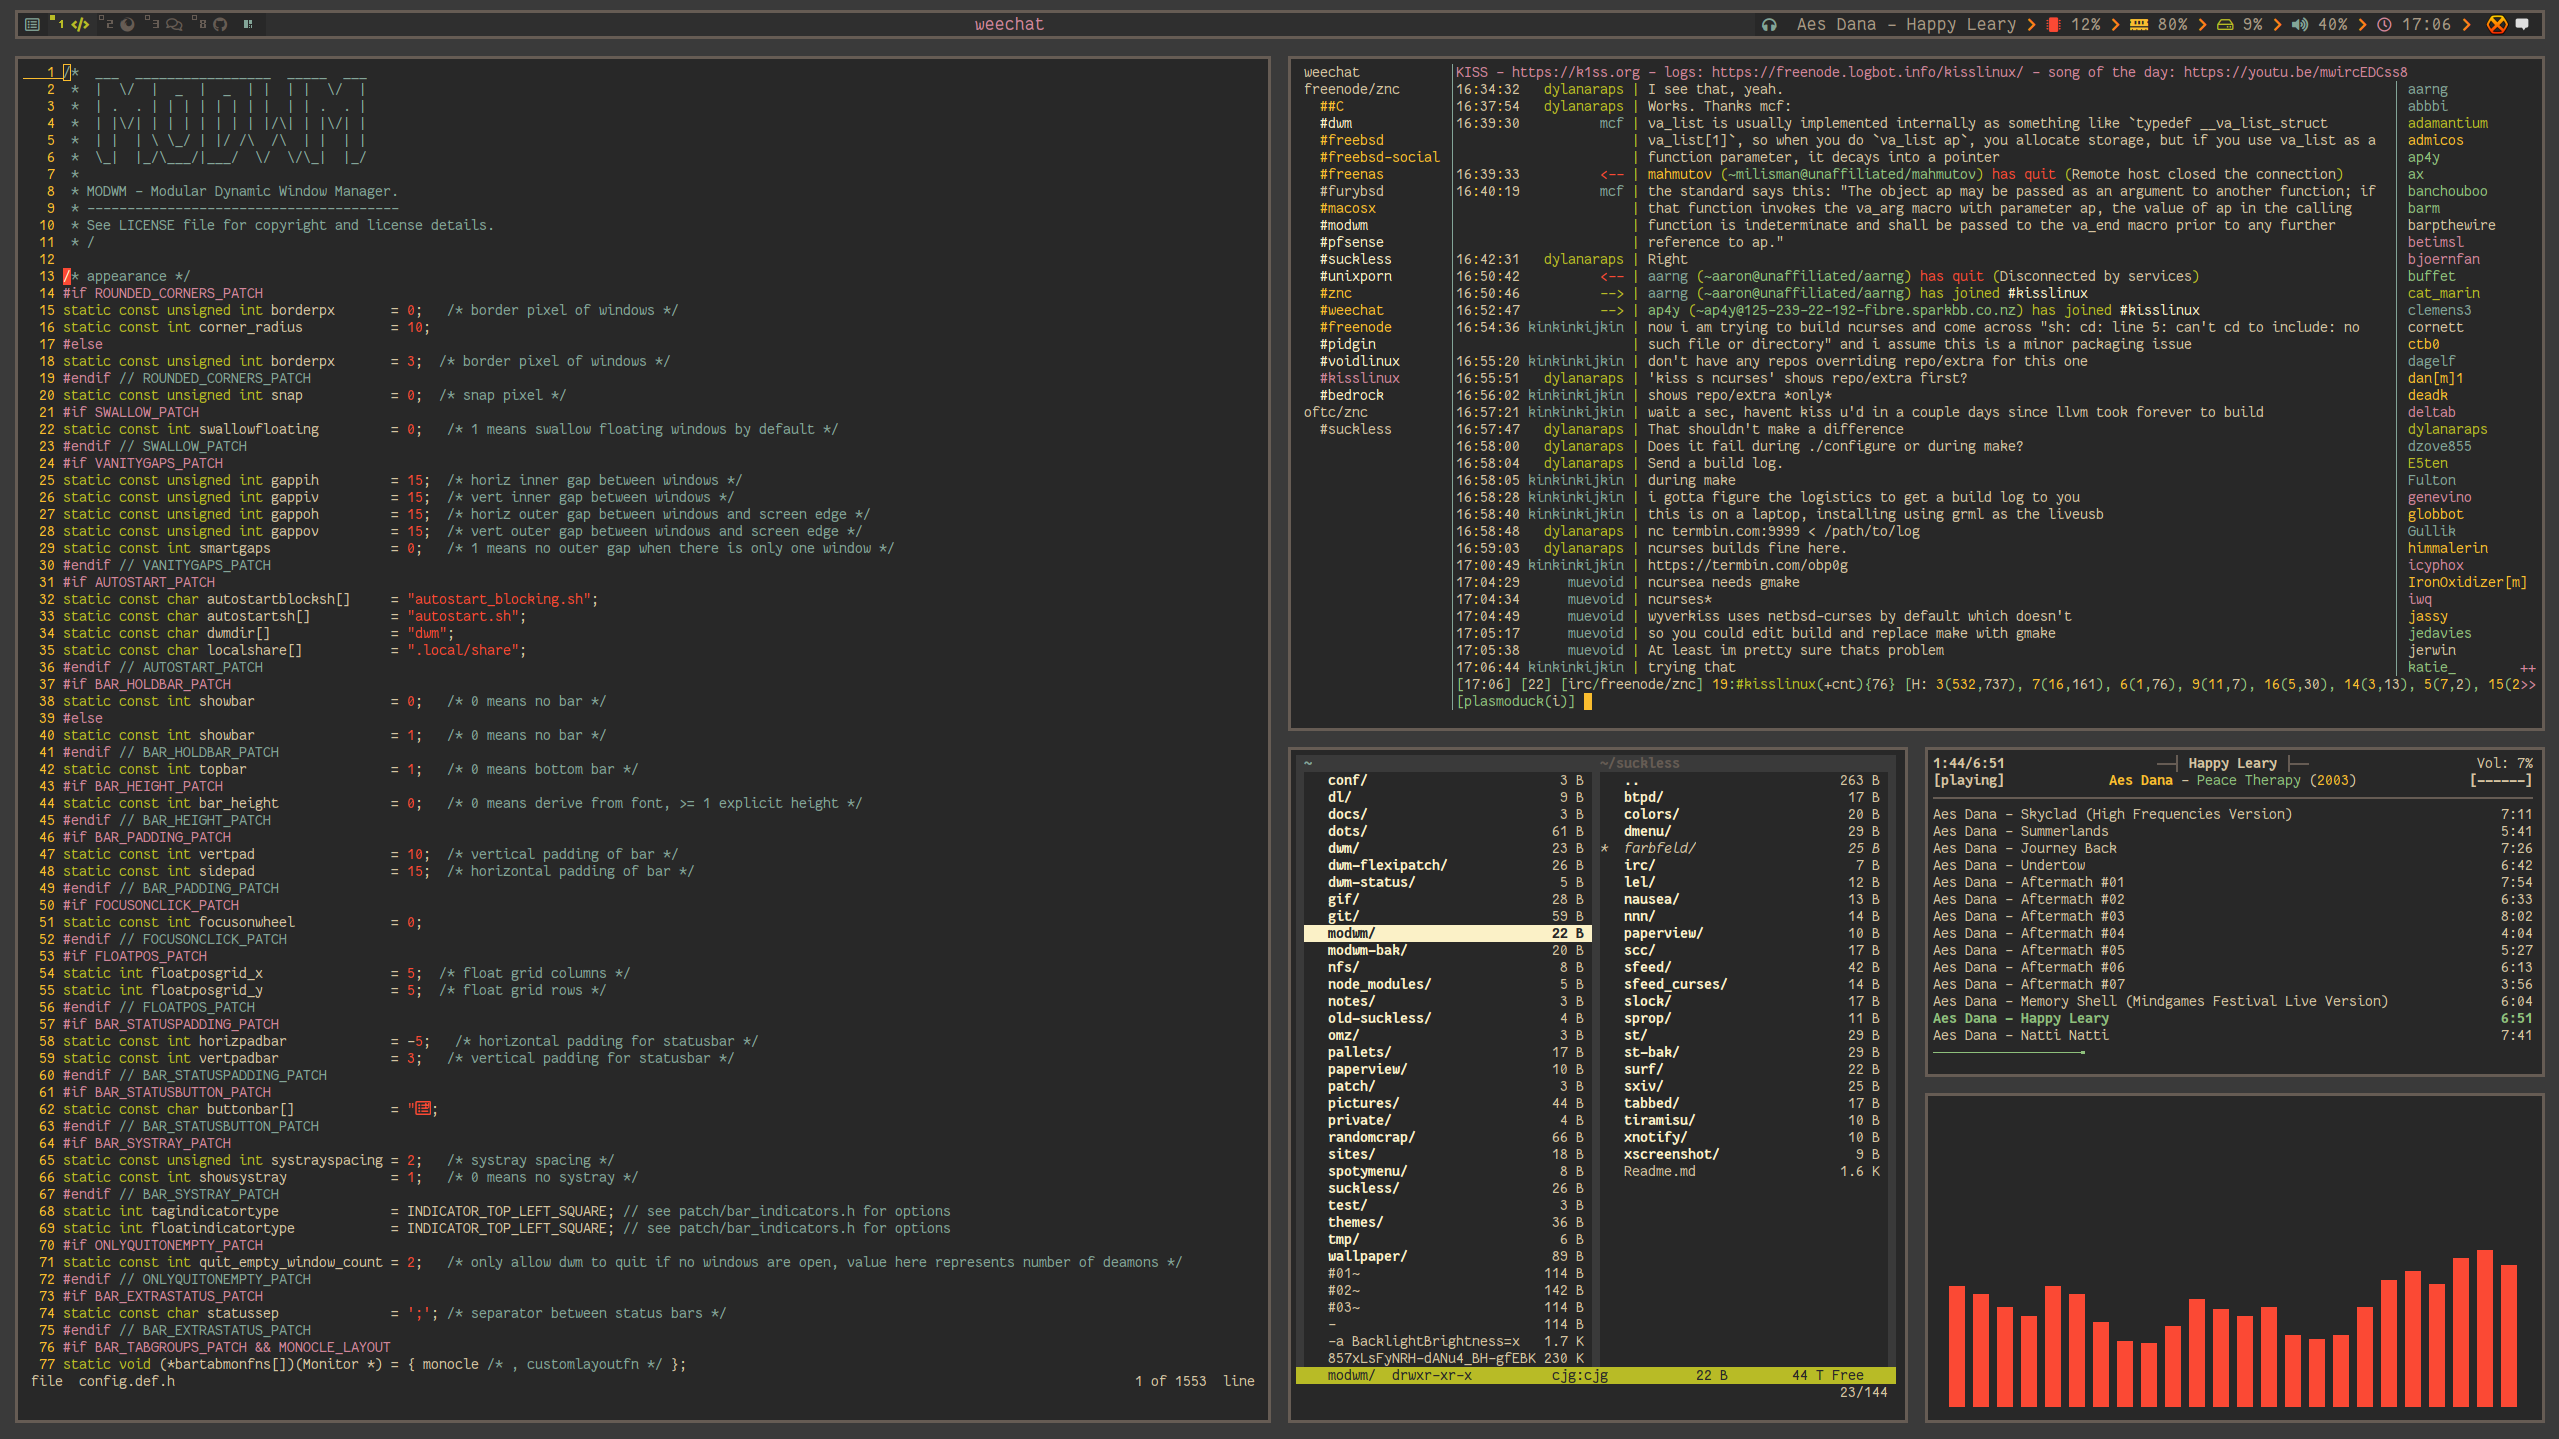 1 </> 2 3 8
weechat
Aes Dana - Happy Leary 12% 80% 9% 40% 17:06
1 /*
2 *
3 *
4 *
5 *
6 *
7 *
8 * MODWM - Modular Dynamic Window Manager.
9 * ---------------------------------------
10 * See LICENSE file for copyright and license details.
11 * /
12
13 /* appearance */
14 #if ROUNDED_CORNERS_PATCH
15 static const unsigned int borderpx = 0; /* border pixel of windows */
16 static const int corner_radius = 10;
17 #else
18 static const unsigned int borderpx = 3; /* border pixel of windows */
19 #endif // ROUNDED_CORNERS_PATCH
20 static const unsigned int snap = 0; /* snap pixel */
21 #if SWALLOW_PATCH
22 static const int swallowfloating = 0; /* 1 means swallow floating windows by default */
23 #endif // SWALLOW_PATCH
24 #if VANITYGAPS_PATCH
25 static const unsigned int gappih = 15; /* horiz inner gap between windows */
26 static const unsigned int gappiv = 15; /* vert inner gap between windows */
27 static const unsigned int gappoh = 15; /* horiz outer gap between windows and screen edge */
28 static const unsigned int gappov = 15; /* vert outer gap between windows and screen edge */
29 static const int smartgaps = 0; /* 1 means no outer gap when there is only one window */
30 #endif // VANITYGAPS_PATCH
31 #if AUTOSTART_PATCH
32 static const char autostartblocksh[] = "autostart_blocking.sh";
33 static const char autostartsh[] = "autostart.sh";
34 static const char dwmdir[] = "dwm";
35 static const char localshare[] = ".local/share";
36 #endif // AUTOSTART_PATCH
37 #if BAR_HOLDBAR_PATCH
38 static const int showbar = 0; /* 0 means no bar */
39 #else
40 static const int showbar = 1; /* 0 means no bar */
41 #endif // BAR_HOLDBAR_PATCH
42 static const int topbar = 1; /* 0 means bottom bar */
43 #if BAR_HEIGHT_PATCH
44 static const int bar_height = 0; /* 0 means derive from font, >= 1 explicit height */
45 #endif // BAR_HEIGHT_PATCH
46 #if BAR_PADDING_PATCH
47 static const int vertpad = 10; /* vertical padding of bar */
48 static const int sidepad = 15; /* horizontal padding of bar */
49 #endif // BAR_PADDING_PATCH
50 #if FOCUSONCLICK_PATCH
51 static const int focusonwheel = 0;
52 #endif // FOCUSONCLICK_PATCH
53 #if FLOATPOS_PATCH
54 static int floatposgrid_x = 5; /* float grid columns */
55 static int floatposgrid_y = 5; /* float grid rows */
56 #endif // FLOATPOS_PATCH
57 #if BAR_STATUSPADDING_PATCH
58 static const int horizpadbar = -5; /* horizontal padding for statusbar */
59 static const int vertpadbar = 3; /* vertical padding for statusbar */
60 #endif // BAR_STATUSPADDING_PATCH
61 #if BAR_STATUSBUTTON_PATCH
62 static const char buttonbar[] = ";
63 #endif // BAR_STATUSBUTTON_PATCH
64 #if BAR_SYSTRAY_PATCH
65 static const unsigned int systrayspacing = 2; /* systray spacing */
66 static const int showsystray = 1; /* 0 means no systray */
67 #endif // BAR_SYSTRAY_PATCH
68 static int tagindicatortype = INDICATOR_TOP_LEFT_SQUARE; // see patch/bar_indicators.h for options
69 static int floatindicatortype = INDICATOR_TOP_LEFT_SQUARE; // see patch/bar_indicators.h for options
70 #if ONLYQUITONEMPTY_PATCH
71 static const int quit_empty_window_count = 2; /* only allow dwm to quit if no windows are open, value here represents number of deamons */
72 #endif // ONLYQUITONEMPTY_PATCH
73 #if BAR_EXTRASTATUS_PATCH
74 static const char statussep = ';'; /* separator between status bars */
75 #endif // BAR_EXTRASTATUS_PATCH
76 #if BAR_TABGROUPS_PATCH && MONOCLE_LAYOUT
77 static void (*bartabmonfns[])(Monitor *) = { monocle /* , customlayoutfn */ };
file config.def.h 1 of 1553 line
weechat
freenode/znc
##C
#dwm
#freebsd
#freebsd-social
#freenas
#furybsd
#macosx
#modwm
#pfsense
#suckless
#unixporn
#znc
#weechat
#freenode
#pidgin
#voidlinux
#kisslinux
#bedrock
oftc/znc
#suckless
KISS - https://k1ss.org - logs: https://freenode.logbot.info/kisslinux/ - song of the day: https://youtu.be/mwircEDCss8
16:34:32 dylanaraps | I see that, yeah.
16:37:54 dylanaraps | Works. Thanks mcf:
16:39:30 mcf | va_list is usually implemented internally as something like `typedef __va_list_struct
| va_list[1]`, so when you do `va_list ap`, you allocate storage, but if you use va_list as a
| function parameter, it decays into a pointer
16:39:33 <-- | mahmutov (~milisman@unaffiliated/mahmutov) has quit (Remote host closed the connection)
16:40:19 mcf | the standard says this: "The object ap may be passed as an argument to another function; if
| that function invokes the va_arg macro with parameter ap, the value of ap in the calling
| function is indeterminate and shall be passed to the va_end macro prior to any further
| reference to ap."
16:42:31 dylanaraps | Right
16:50:42 <-- | aarng (~aaron@unaffiliated/aarng) has quit (Disconnected by services)
16:50:46 --> | aarng (~aaron@unaffiliated/aarng) has joined #kisslinux
16:52:47 --> | ap4y (~ap4y@125-239-22-192-fibre.sparkbb.co.nz) has joined #kisslinux
16:54:36 kinkinkijkin | now i am trying to build ncurses and come across "sh: cd: line 5: can't cd to include: no
| such file or directory" and i assume this is a minor packaging issue
16:55:20 kinkinkijkin | don't have any repos overriding repo/extra for this one
16:55:51 dylanaraps | 'kiss s ncurses' shows repo/extra first?
16:56:02 kinkinkijkin | shows repo/extra *only*
16:57:21 kinkinkijkin | wait a sec, havent kiss u'd in a couple days since llvm took forever to build
16:57:47 dylanaraps | That shouldn't make a difference
16:58:00 dylanaraps | Does it fail during ./configure or during make?
16:58:04 dylanaraps | Send a build log.
16:58:05 kinkinkijkin | during make
16:58:28 kinkinkijkin | i gotta figure the logistics to get a build log to you
16:58:40 kinkinkijkin | this is on a laptop, installing using grml as the liveusb
16:58:48 dylanaraps | nc termbin.com:9999 < /path/to/log
16:59:03 dylanaraps | ncurses builds fine here.
17:00:49 kinkinkijkin | https://termbin.com/obp0g
17:04:29 muevoid | ncursea needs gmake
17:04:34 muevoid | ncurses*
17:04:49 muevoid | wyverkiss uses netbsd-curses by default which doesn't
17:05:17 muevoid | so you could edit build and replace make with gmake
17:05:38 muevoid | At least im pretty sure thats problem
17:06:44 kinkinkijkin | trying that
[17:06] [22] [irc/freenode/znc] 19:#kisslinux(+cnt){76} [H: 3(532,737), 7(16,161), 6(1,76), 9(11,7), 16(5,30), 14(3,13), 5(7,2), 15(2>>
[plasmoduck(i)]
aarng
abbbi
adamantium
admicos
ap4y
ax
banchouboo
barm
barpthewire
betimsl
bjoernfan
buffet
cat_marin
clemens3
cornett
ctb0
dagelf
dan[m]1
deadk
deltab
dylanaraps
dzove855
E5ten
Fulton
genevino
globbot
Gullik
himmalerin
icyphox
IronOxidizer[m]
iwq
jassy
jedavies
jerwin
katie_ ++
~
conf/ 3 B
dl/ 9 B
docs/ 3 B
dots/ 61 B
dwm/ 23 B
dwm-flexipatch/ 26 B
dwm-status/ 5 B
gif/ 28 B
git/ 59 B
modwm/ 22 B
modwm-bak/ 20 B
nfs/ 8 B
node_modules/ 5 B
notes/ 3 B
old-suckless/ 4 B
omz/ 3 B
pallets/ 17 B
paperview/ 10 B
patch/ 3 B
pictures/ 44 B
private/ 4 B
randomcrap/ 66 B
sites/ 18 B
spotymenu/ 8 B
suckless/ 26 B
test/ 3 B
themes/ 36 B
tmp/ 6 B
wallpaper/ 89 B
#01~ 114 B
#02~ 142 B
#03~ 114 B
- 114 B
-a BacklightBrightness=x 1.7 K
857xLsFyNRH-dANu4_BH-gfEBK 230 K
~/suckless
.. 263 B
btpd/ 17 B
colors/ 20 B
dmenu/ 29 B
* farbfeld/ 25 B
irc/ 7 B
lel/ 12 B
nausea/ 13 B
nnn/ 14 B
paperview/ 10 B
scc/ 17 B
sfeed/ 42 B
sfeed_curses/ 14 B
slock/ 17 B
sprop/ 11 B
st/ 29 B
st-bak/ 29 B
surf/ 22 B
sxiv/ 25 B
tabbed/ 17 B
tiramisu/ 10 B
xnotify/ 10 B
xscreenshot/ 9 B
Readme.md 1.6 K
modwm/ drwxr-xr-x cjg:cjg 22 B 44 T Free
23/144
1:44/6:51 Happy Leary Vol: 7%
[playing] Aes Dana - Peace Therapy (2003) [------]
Aes Dana - Skyclad (High Frequencies Version) 7:11
Aes Dana - Summerlands 5:41
Aes Dana - Journey Back 7:26
Aes Dana - Undertow 6:42
Aes Dana - Aftermath #01 7:54
Aes Dana - Aftermath #02 6:33
Aes Dana - Aftermath #03 8:02
Aes Dana - Aftermath #04 4:04
Aes Dana - Aftermath #05 5:27
Aes Dana - Aftermath #06 6:13
Aes Dana - Aftermath #07 3:56
Aes Dana - Memory Shell (Mindgames Festival Live Version) 6:04
Aes Dana - Happy Leary 6:51
Aes Dana - Natti Natti 7:41